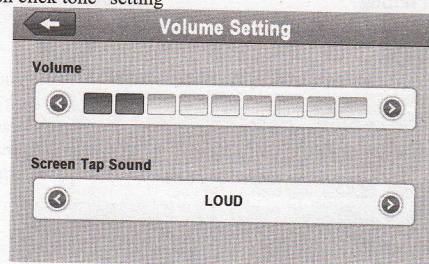 click tone" setting
Volume Setting
Volume
Screen Tap Sound
LOUD